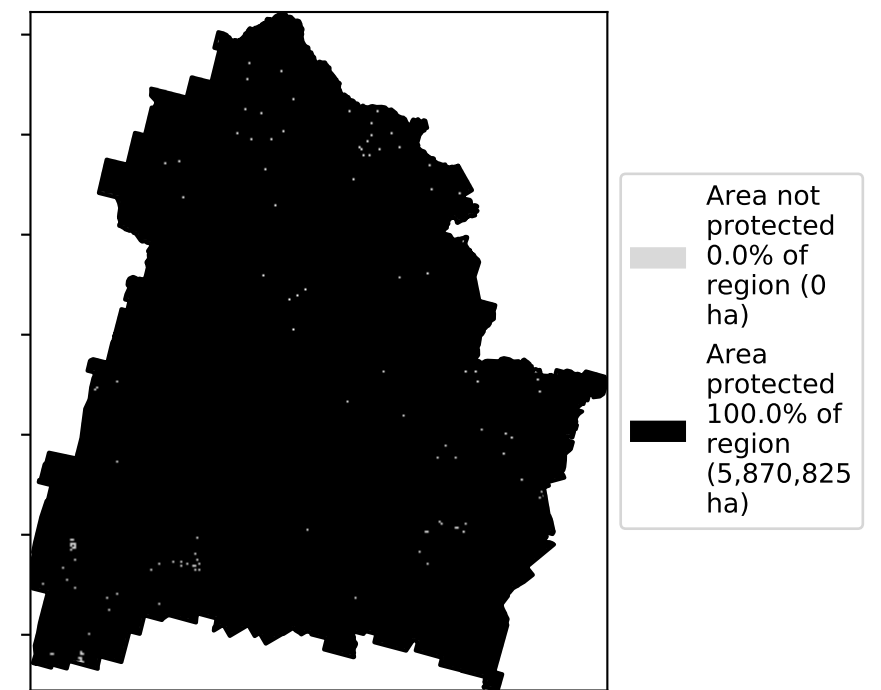 Area not
protected
0.0% of
region (0
ha)
Area
protected
100.0% of
region
(5,870,825
ha)